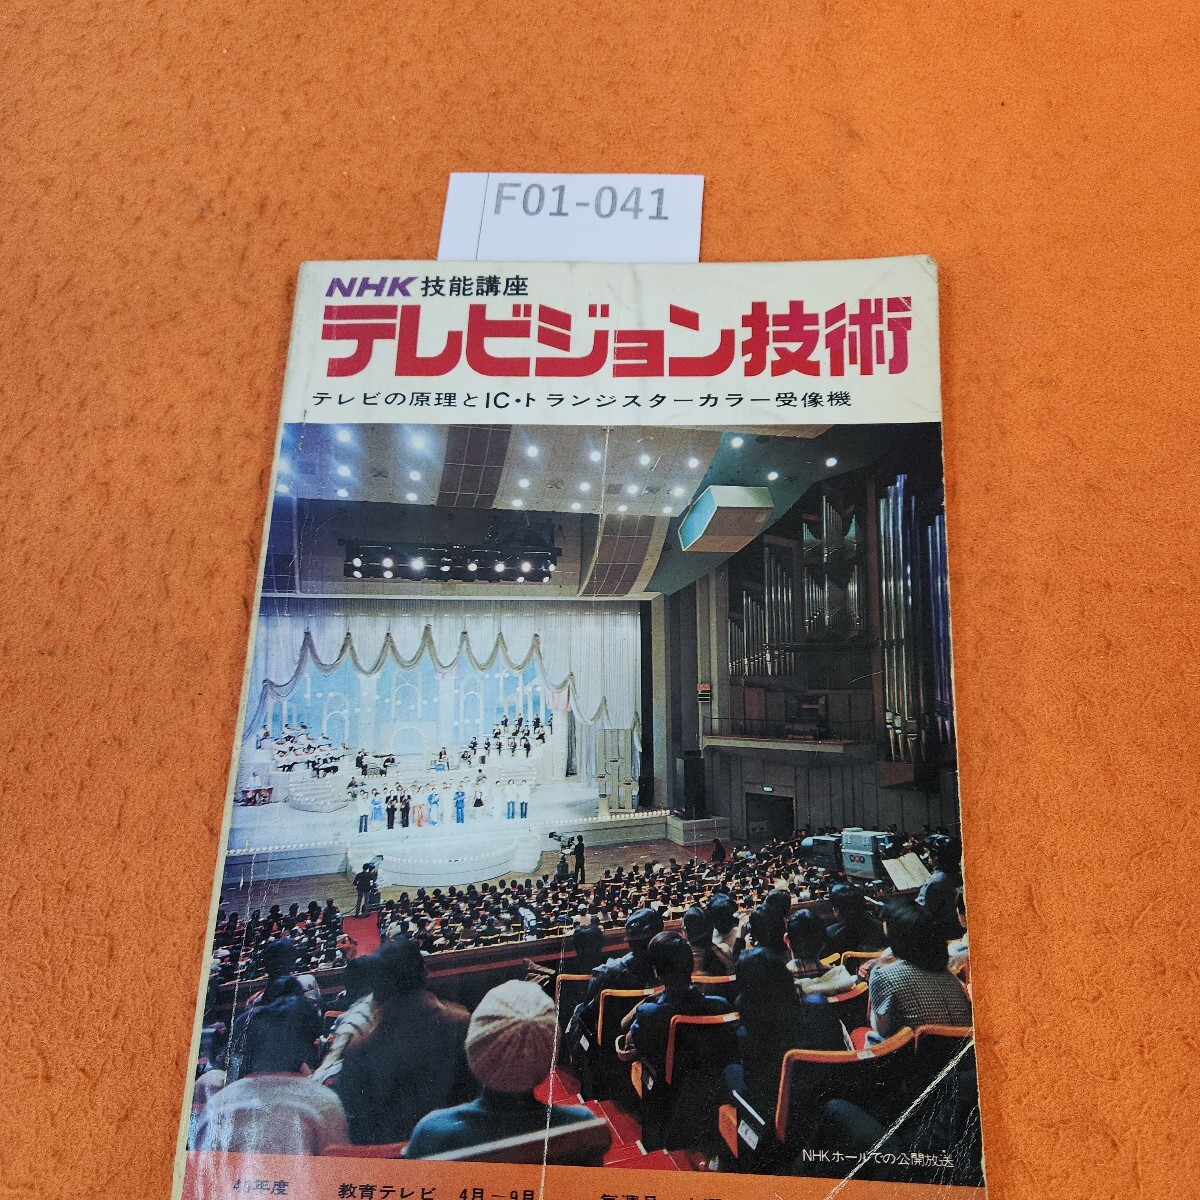 F01-041
NHK 技能講座
テレビジョン技術
テレビの原理とIC・トランジスターカラー受像機
NHKホールでの公開放送
年度 教育テレビ 4月－9月